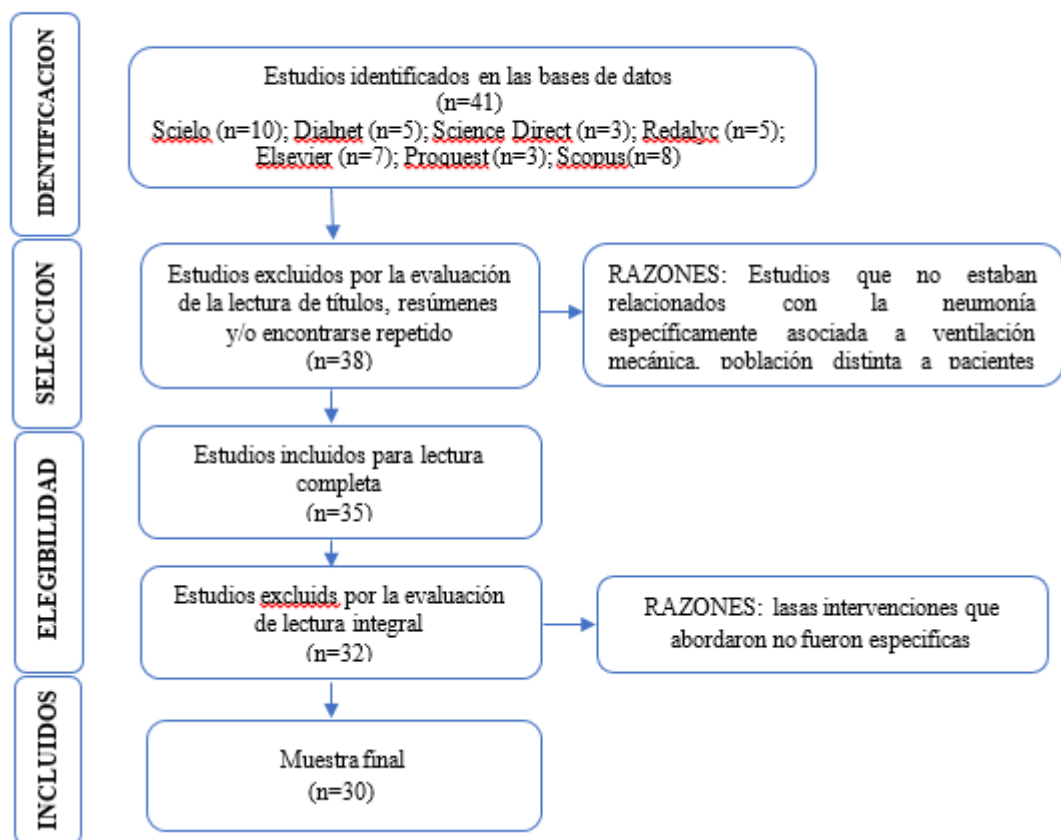 IDENTIFICACION
Estudios identificados en las bases de datos
(n=41)
Scielo (n=10); Dialnet (n=5); Science Direct (n=3); Redalyc (n=5);
Elsevier (n=7); Proquest (n=3); Scopus(n=8)
SELECCION
Estudios excluidos por la evaluación
de la lectura de títulos, resúmenes
y/o encontrarse repetido
(n=38)
RAZONES: Estudios que no estaban
relacionados con la neumonía
específicamente asociada a ventilación
mecánica, población distinta a pacientes
ELEGIBILIDAD
Estudios incluidos para lectura
completa
(n=35)
Estudios excluids por la evaluación
de lectura integral
(n=32)
RAZONES: lasas intervenciones que
abordaron no fueron especificas
INCLUIDOS
Muestra final
(n=30)